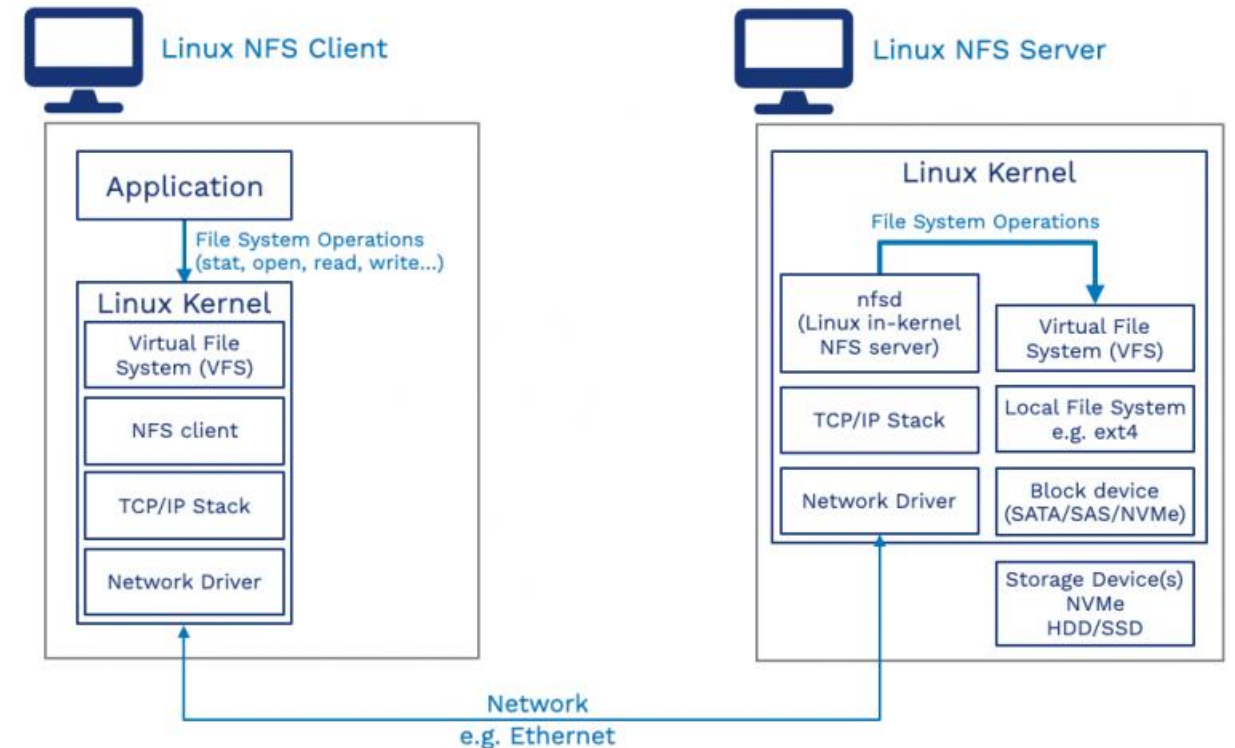 Linux NFS Client
Application
File System Operations
(stat, open, read, write...)
Linux Kernel
Virtual File
System (VFS)
NFS client
TCP/IP Stack
Network Driver
Linux NFS Server
Linux Kernel
File System Operations
nfsd
(Linux in-kernel
NFS server)
TCP/IP Stack
Network Driver
Virtual File
System (VFS)
Local File System
e.g. ext4
Block device
(SATA/SAS/NVMe)
Storage Device(s)
NVMe
HDD/SSD
Network
e.g. Ethernet